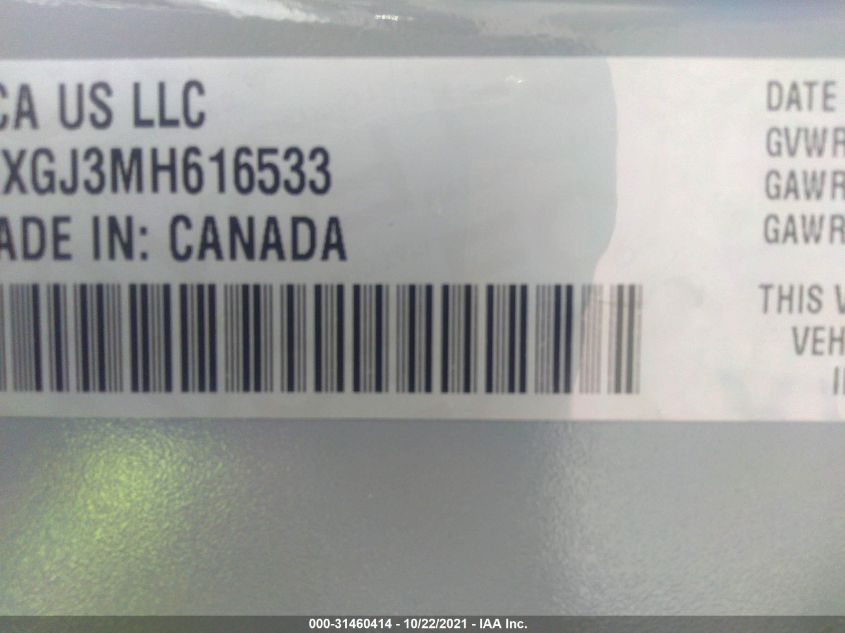 CA US LLC
XGJ3MH616533
ADE IN: CANADA
DATE
GVWR
GAWR
GAWR
THIS V
VEH
000-31460414 - 10/22/2021 - IAA Inc.